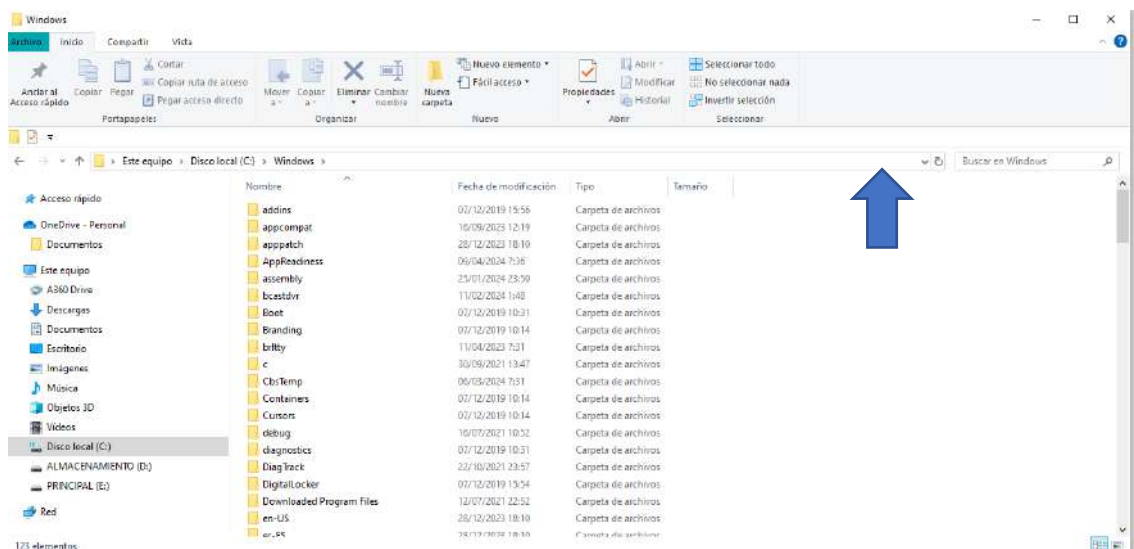 Windows
Archivo Inicio Compartir Vista
Anclar al Acceso rápido
Copiar
Pegar
Cortar
Copiar ruta de acceso
Pegar acceso directo
Portapapeles
Mover a
Copiar a
Eliminar
Cambiar nombre
Organizar
Nueva carpeta
Nuevo elemento
Fácil acceso
Nuevo
Propiedades
Abrir
Modificar
Historial
Abrir
Seleccionar todo
No seleccionar nada
Invertir selección
Seleccionar
Este equipo › Disco local (C:) › Windows ›
Buscar en Windows
Acceso rápido
OneDrive - Personal
Documentos
Este equipo
A360 Drive
Descargas
Documentos
Escritorio
Imágenes
Música
Objetos 3D
Vídeos
Disco local (C:)
ALMACENAMIENTO (D:)
PRINCIPAL (E:)
Red
Nombre Fecha de modificación Tipo Tamaño
addins 07/12/2019 15:56 Carpeta de archivos
appcompat 16/09/2023 12:19 Carpeta de archivos
apppatch 28/12/2023 18:10 Carpeta de archivos
AppReadiness 09/04/2024 7:36 Carpeta de archivos
assembly 25/01/2024 23:59 Carpeta de archivos
bcastdvr 11/02/2024 1:48 Carpeta de archivos
Boot 07/12/2019 10:31 Carpeta de archivos
Branding 07/12/2019 10:14 Carpeta de archivos
brltty 11/04/2023 7:31 Carpeta de archivos
c 30/09/2021 13:47 Carpeta de archivos
CbsTemp 06/03/2024 7:31 Carpeta de archivos
Containers 07/12/2019 10:14 Carpeta de archivos
Cursors 07/12/2019 10:14 Carpeta de archivos
debug 16/07/2021 10:52 Carpeta de archivos
diagnostics 07/12/2019 10:31 Carpeta de archivos
DiagTrack 22/10/2021 23:57 Carpeta de archivos
DigitalLocker 07/12/2019 15:54 Carpeta de archivos
Downloaded Program Files 12/07/2021 22:52 Carpeta de archivos
en-US 28/12/2023 18:10 Carpeta de archivos
Carpeta de archivos
123 elementos